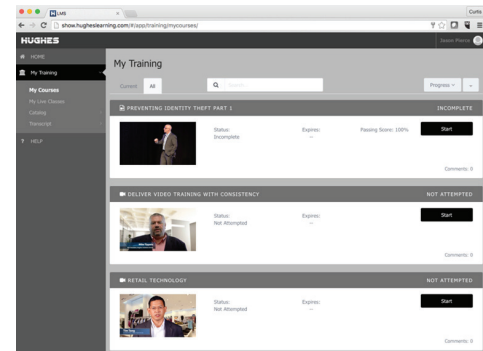 LMS
Curtis
show.hugheslearning.com/#/app/training/mycourses/
HUGHES
Jason Pierce
HOME
My Training
My Training
Current
All
Progress
My Courses
My Live Classes
Catalog
Transcript
? HELP
PREVENTING IDENTITY THEFT PART 1
INCOMPLETE
Status:
Incomplete
Expires:
--
Passing Score: 100%
Start
Comments: 0
DELIVER VIDEO TRAINING WITH CONSISTENCY
NOT ATTEMPTED
Status:
Not Attempted
Expires:
--
Start
Comments: 0
RETAIL TECHNOLOGY
NOT ATTEMPTED
Status:
Not Attempted
Expires:
--
Start
Comments: 0